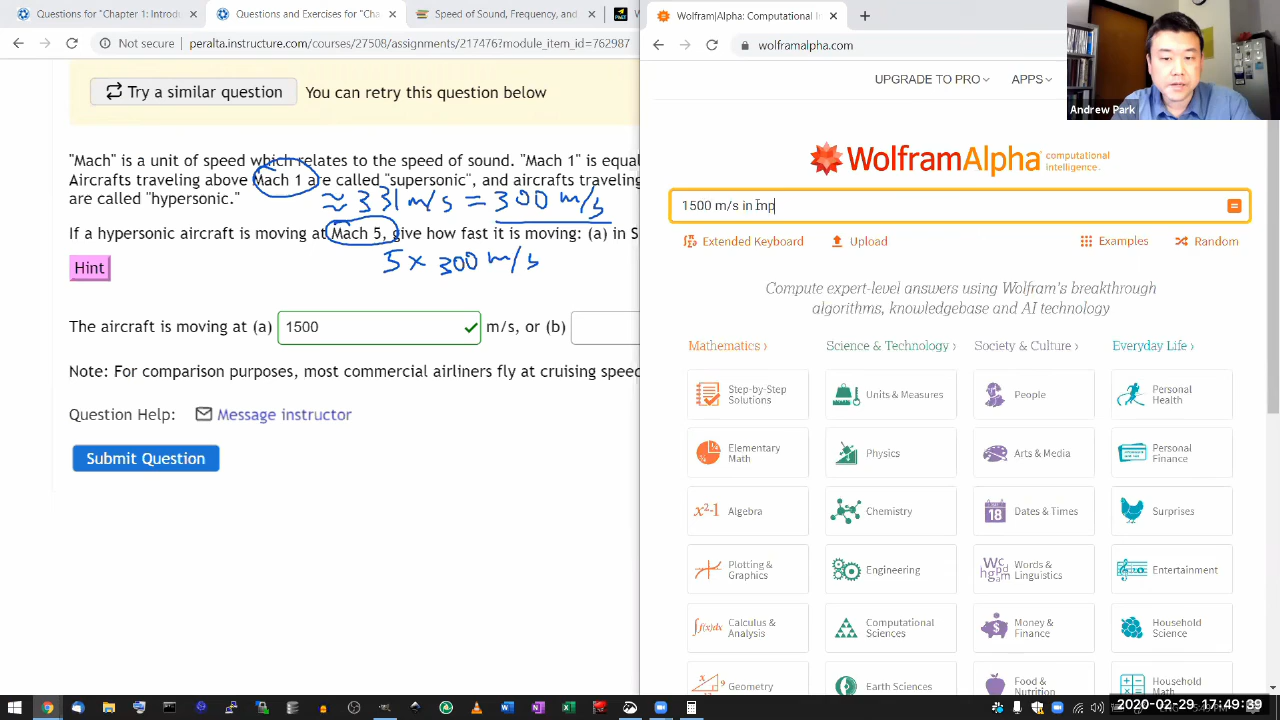 Questions for "Chapter 1: Introd
Questions and Exercises for "Cha
Speed of Sound, Frequency, and
Wolfram|Alpha: Computational I
Not secure
peralta.instructure.com/courses/27508/assignments/217476?module_item_id=762987
wolframalpha.com
UPGRADE TO PRO
APPS
Andrew Park
Try a similar question
You can retry this question below
"Mach" is a unit of speed which relates to the speed of sound. "Mach 1" is equal
Aircrafts traveling above Mach 1 are called "supersonic", and aircrafts traveling
are called "hypersonic."
≈ 331 m/s = 300 m/s
If a hypersonic aircraft is moving at Mach 5, give how fast it is moving: (a) in S
5 × 300 m/s
Hint
The aircraft is moving at (a) 1500 m/s, or (b)
Note: For comparison purposes, most commercial airliners fly at cruising speed
Question Help:
Message instructor
Submit Question
WolframAlpha computational intelligence.
1500 m/s in mp
Extended Keyboard
Upload
Examples
Random
Compute expert-level answers using Wolfram's breakthrough
algorithms, knowledgebase and AI technology
Mathematics ›
Science & Technology ›
Society & Culture ›
Everyday Life ›
Step-by-Step Solutions
Units & Measures
People
Personal Health
Elementary Math
Physics
Arts & Media
Personal Finance
x²-1
Algebra
Chemistry
18
Dates & Times
Surprises
Plotting & Graphics
Engineering
Words & Linguistics
Entertainment
∫f(x)dx
Calculus & Analysis
Computational Sciences
Money & Finance
Household Science
Geometry
Earth Sciences
Food & Nutrition
Household Math
2020-02-29 17:49:39